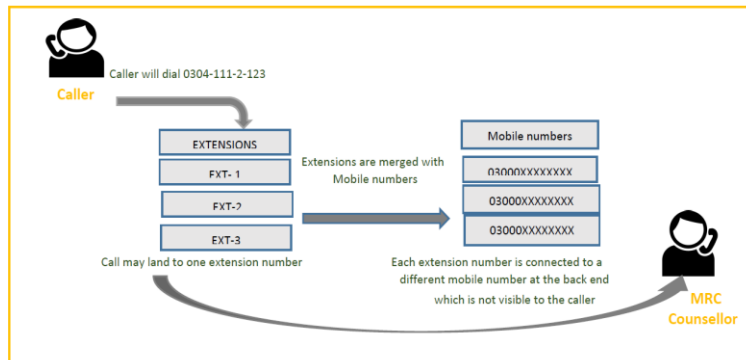 Caller will dial 0304-111-2-123
Caller
EXTENSIONS
EXT- 1
EXT-2
EXT-3
Call may land to one extension number
Extensions are merged with
Mobile numbers
Mobile numbers
03000XXXXXXXX
03000XXXXXXXX
03000XXXXXXXX
Each extension number is connected to a
different mobile number at the back end
which is not visible to the caller
MRC
Counsellor